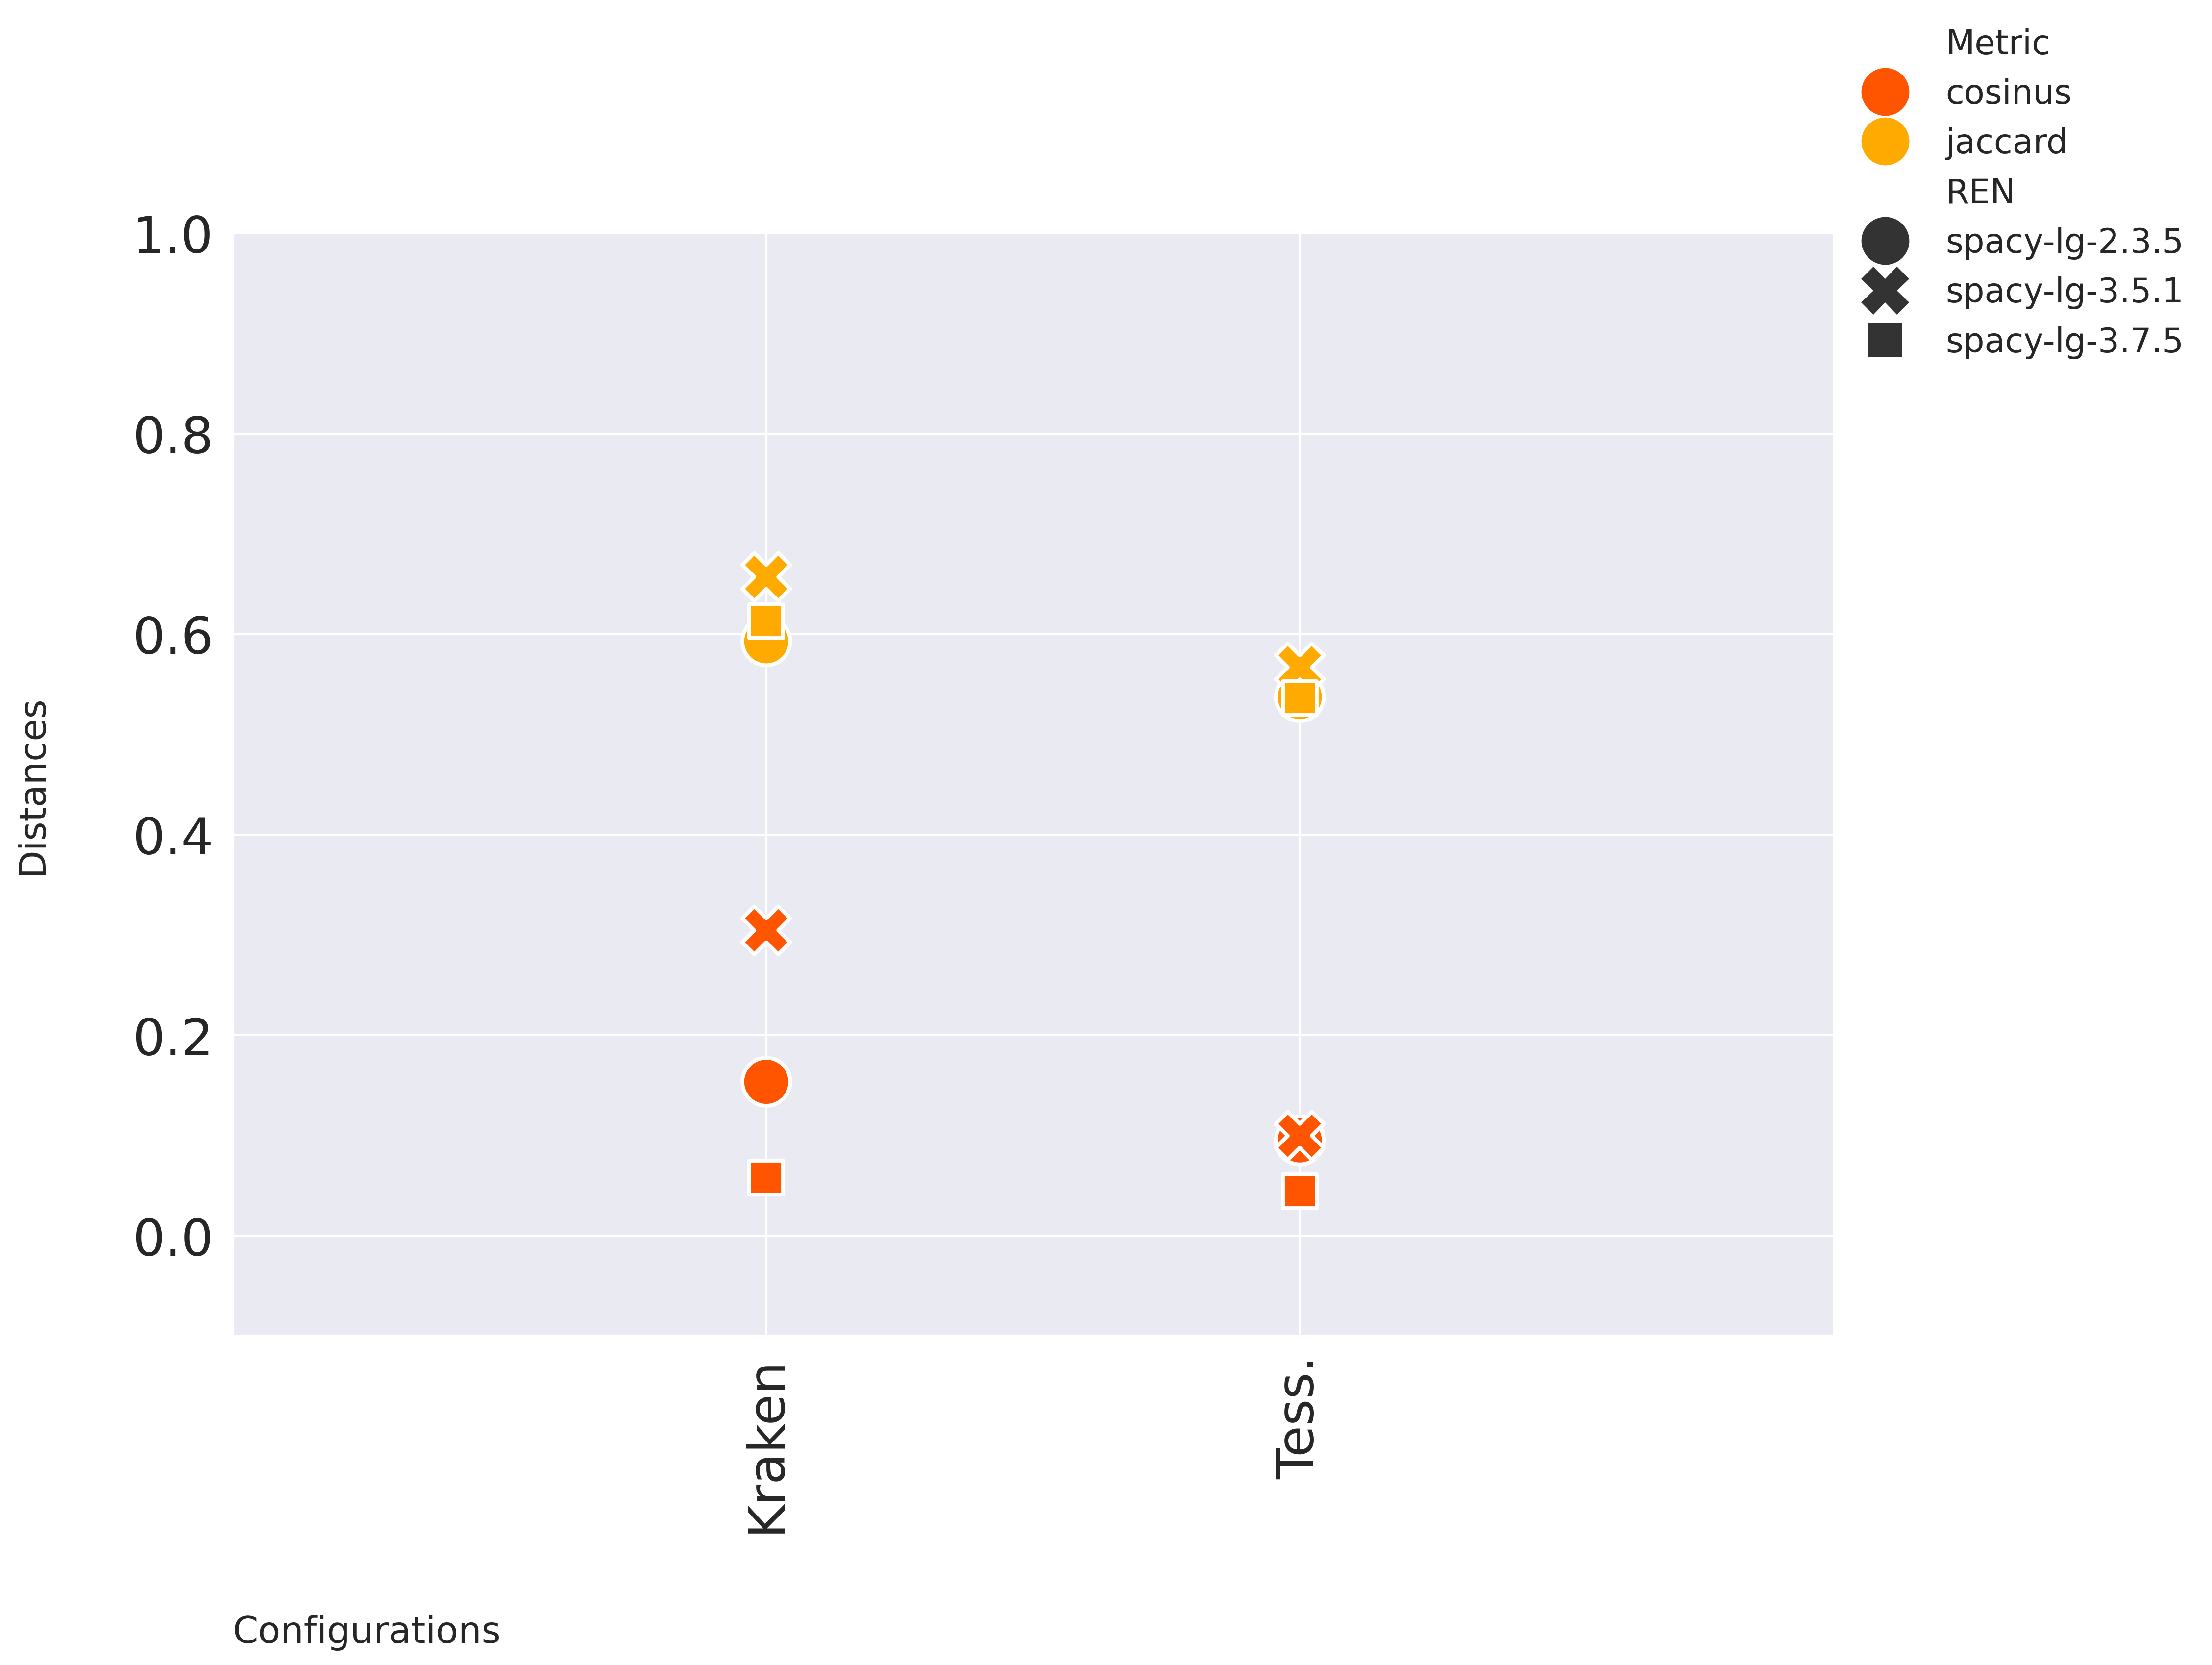 Metric
cosinus
jaccard
REN
spacy-lg-2.3.5
spacy-lg-3.5.1
spacy-lg-3.7.5
1.0
0.8
0.6
0.4
0.2
0.0
Distances
Kraken
Tess.
Configurations